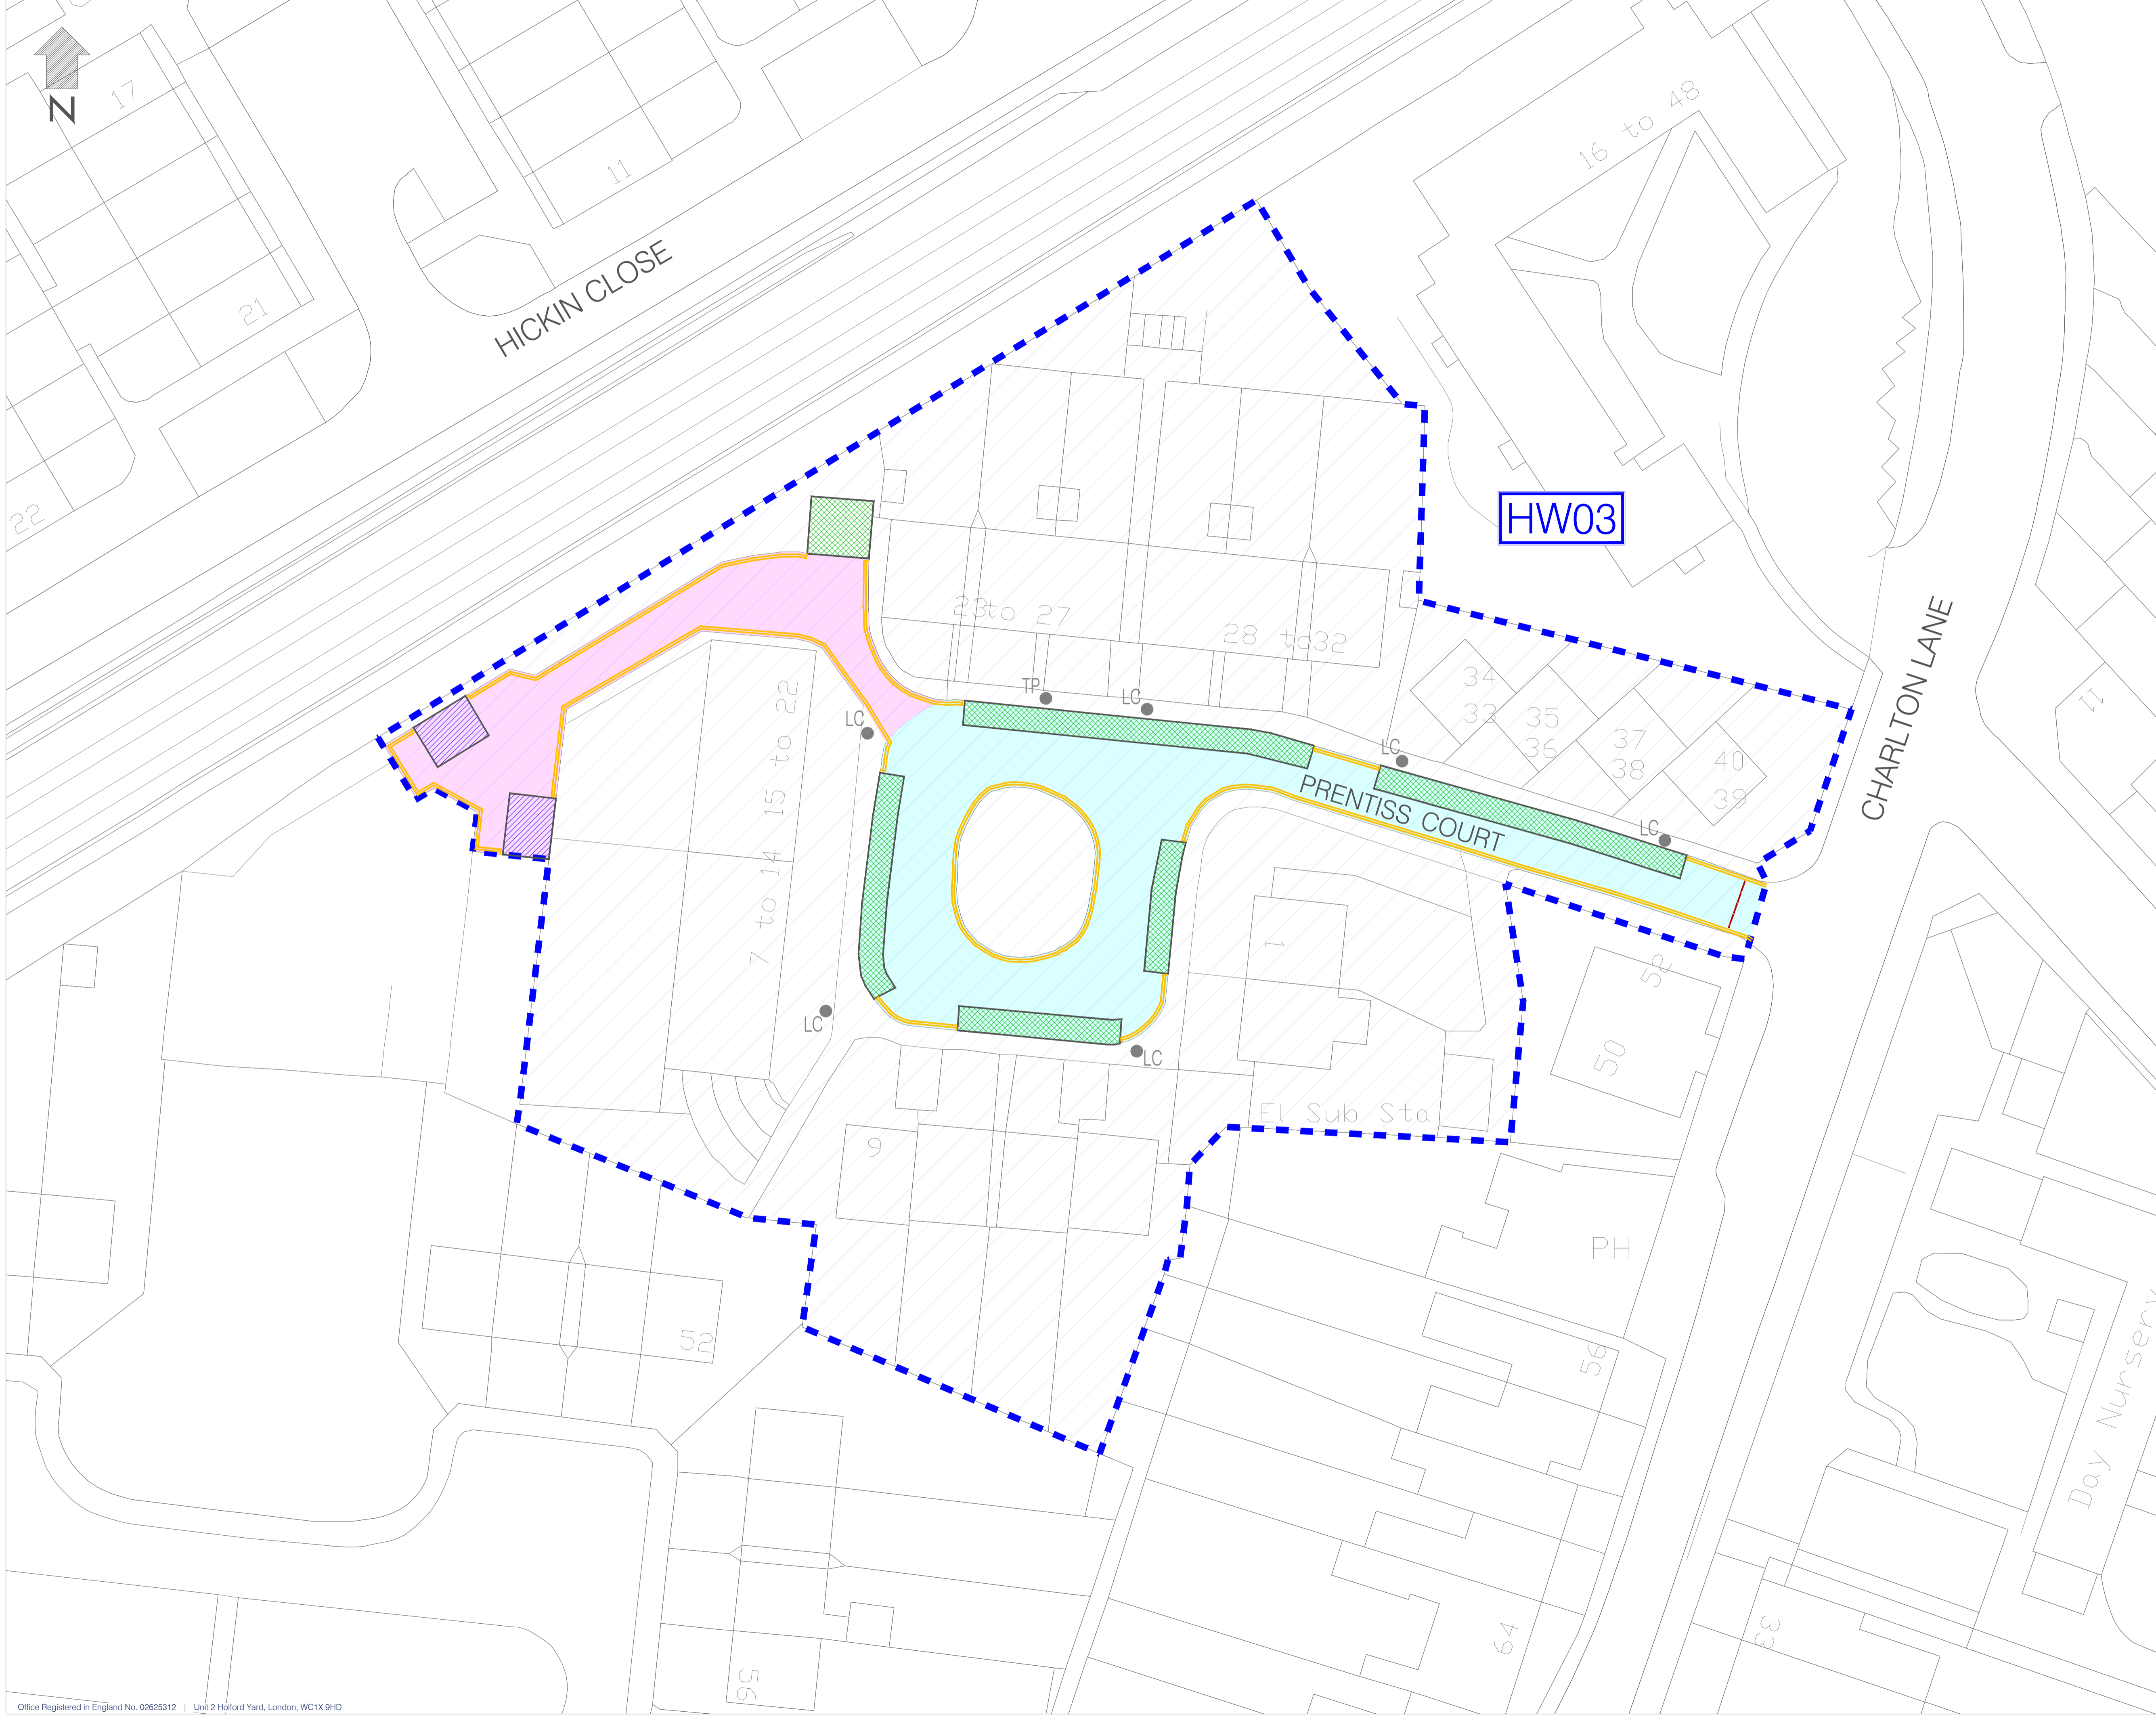 N
17
11
21
22
HICKIN CLOSE
16 to 48
HW03
23to 27
28 to32
TP
LC
LC
LC
LC
LC
LC
LC
34
33
35
36
37
38
40
39
PRENTISS COURT
CHARLTON LANE
11
7 to 14 15 to 22
1
52
50
El Sub Sta
9
PH
52
56
Day Nursery
64
33
56
Office Registered in England No. 02625312 | Unit 2 Holford Yard, London, WC1X 9HD